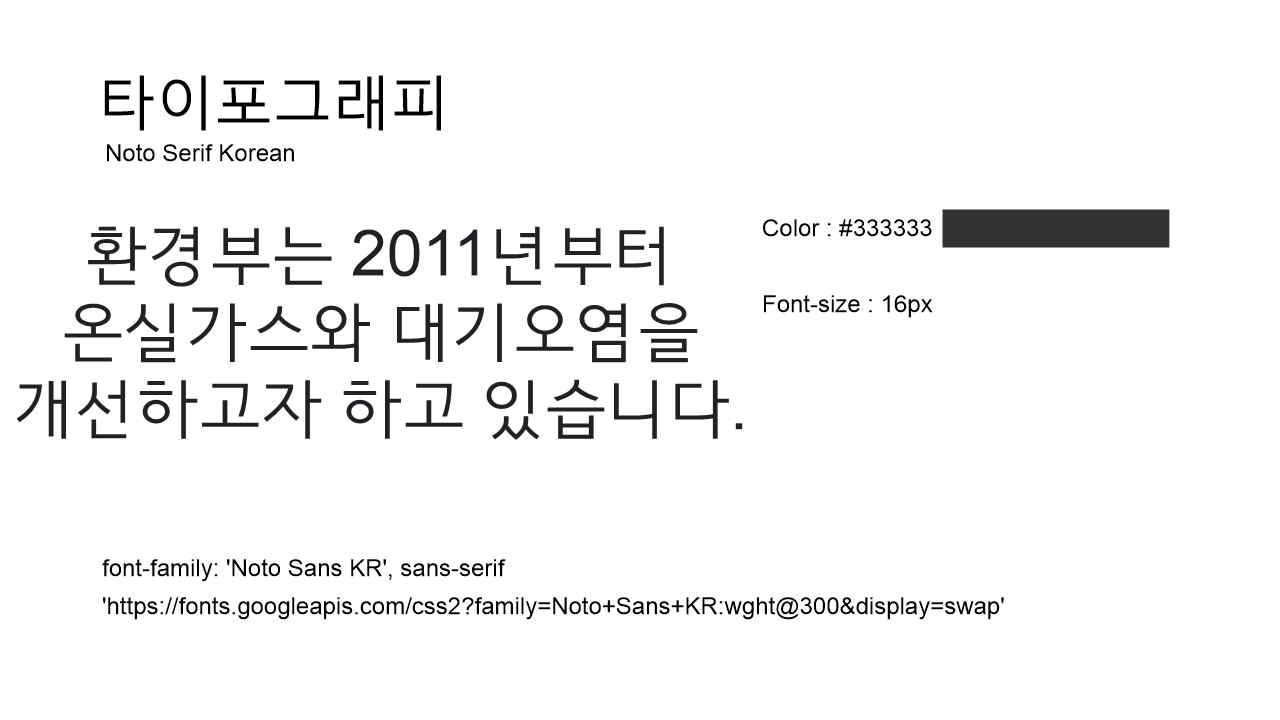 타이포그래피
Noto Serif Korean
환경부는 2011년부터
온실가스와 대기오염을
개선하고자 하고 있습니다.
Color : #333333
Font-size : 16px
font-family: 'Noto Sans KR', sans-serif
'https://fonts.googleapis.com/css2?family=Noto+Sans+KR:wght@300&display=swap'